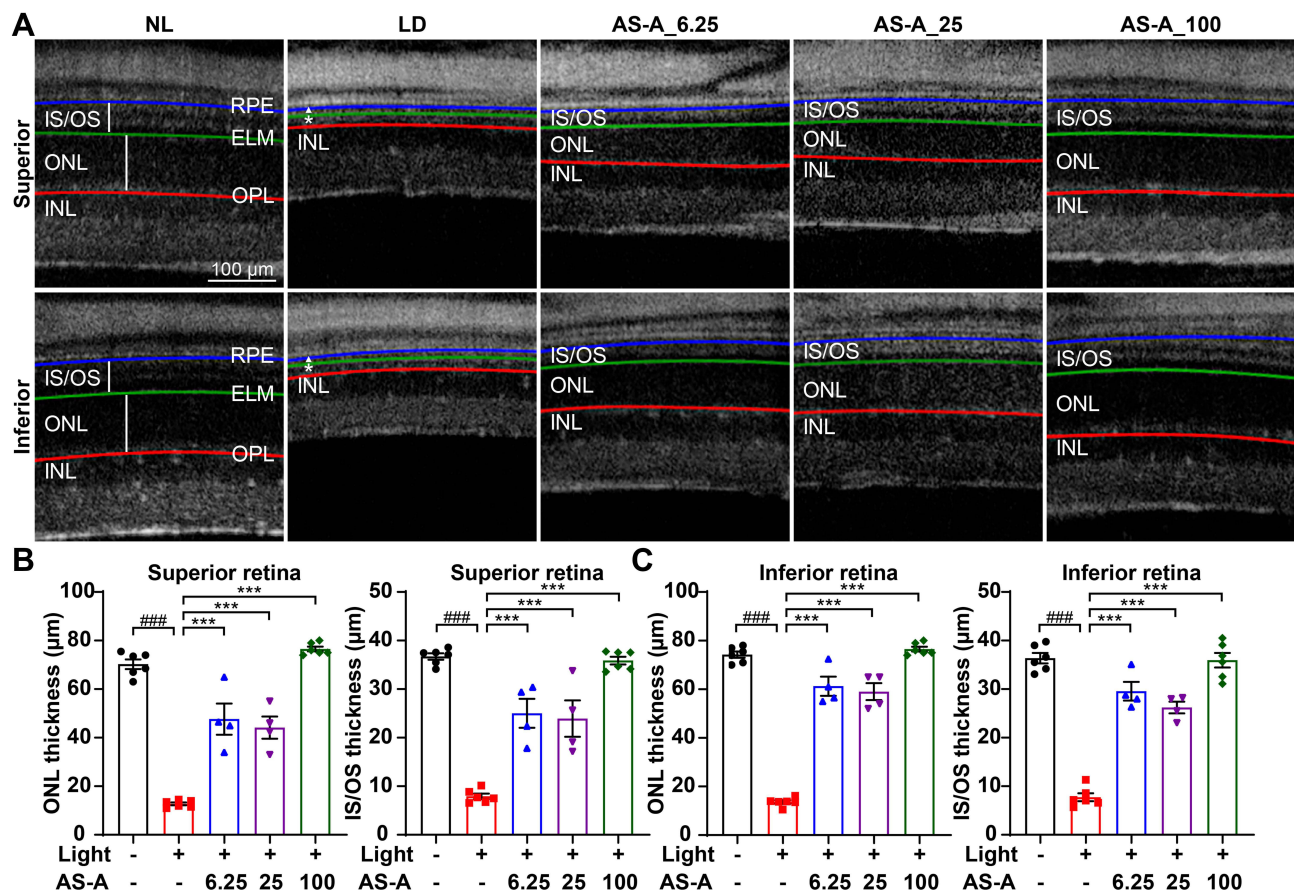 A
NL LD AS-A_6.25 AS-A_25 AS-A_100
Superior
RPE
IS/OS
ELM
ONL
OPL
INL
100 µm
*
INL
IS/OS
ONL
INL
IS/OS
ONL
INL
IS/OS
ONL
INL
Inferior
RPE
IS/OS
ELM
ONL
OPL
INL
*
INL
IS/OS
ONL
INL
IS/OS
ONL
INL
IS/OS
ONL
INL
B
Superior retina
ONL thickness (µm)
100
80
60
40
20
0
###
***
***
***
Light - + + + +
AS-A - - 6.25 25 100
Superior retina
IS/OS thickness (µm)
50
40
30
20
10
0
###
***
***
***
- + + + +
- - 6.25 25 100
C
Inferior retina
ONL thickness (µm)
100
80
60
40
20
0
###
***
***
***
Light - + + + +
AS-A - - 6.25 25 100
Inferior retina
IS/OS thickness (µm)
50
40
30
20
10
0
###
***
***
***
- + + + +
- - 6.25 25 100